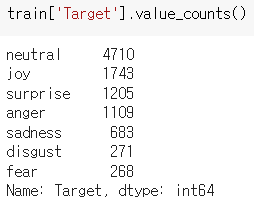 train['Target'].value_counts()
neutral 4710
joy 1743
surprise 1205
anger 1109
sadness 683
disgust 271
fear 268
Name: Target, dtype: int64